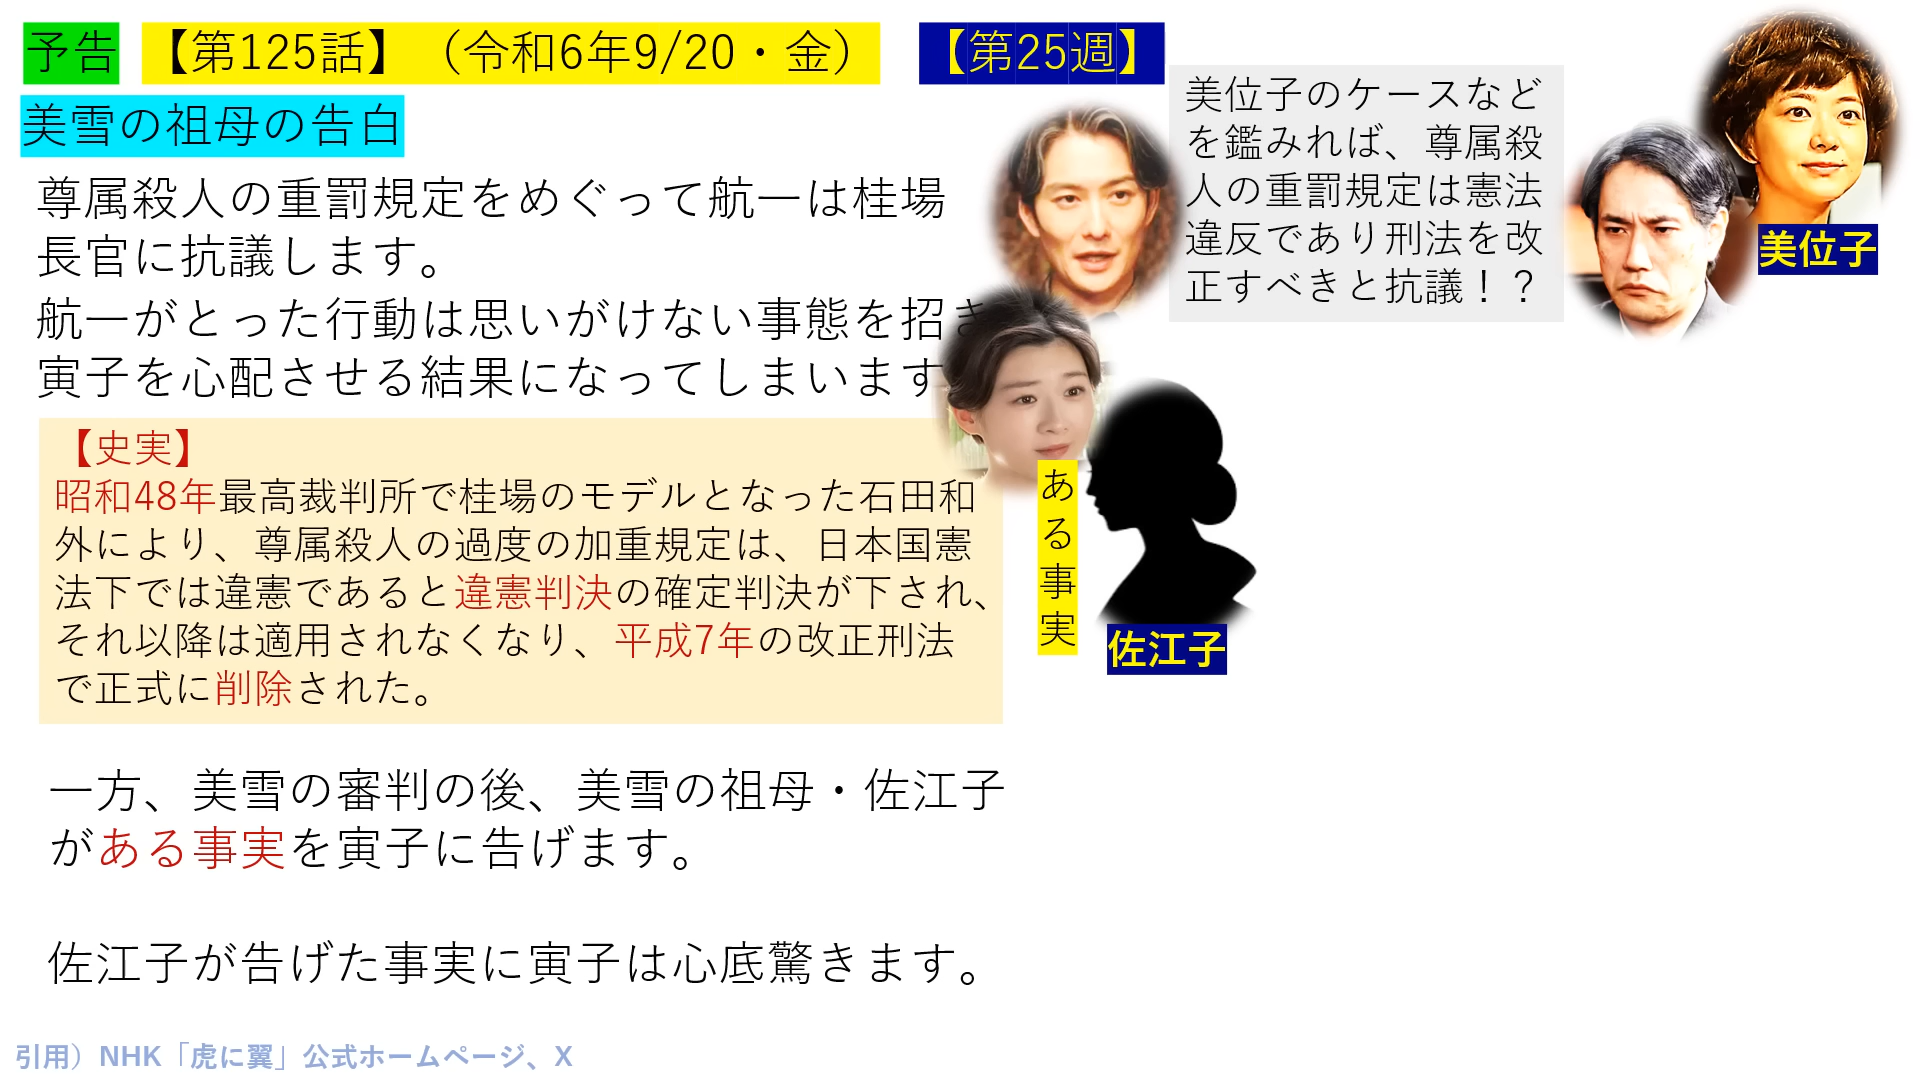 予告 【第125話】（令和6年9/20・金） 【第25週】
美雪の祖母の告白
尊属殺人の重罰規定をめぐって航一は桂場
長官に抗議します。
航一がとった行動は思いがけない事態を招き
寅子を心配させる結果になってしまいます
美位子のケースなど
を鑑みれば、尊属殺
人の重罰規定は憲法
違反であり刑法を改
正すべきと抗議！？
美位子
【史実】
昭和48年最高裁判所で桂場のモデルとなった石田和
外により、尊属殺人の過度の加重規定は、日本国憲
法下では違憲であると違憲判決の確定判決が下され、
それ以降は適用されなくなり、平成7年の改正刑法
で正式に削除された。
ある事実
佐江子
一方、美雪の審判の後、美雪の祖母・佐江子
がある事実を寅子に告げます。
佐江子が告げた事実に寅子は心底驚きます。
引用）NHK「虎に翼」公式ホームページ、X